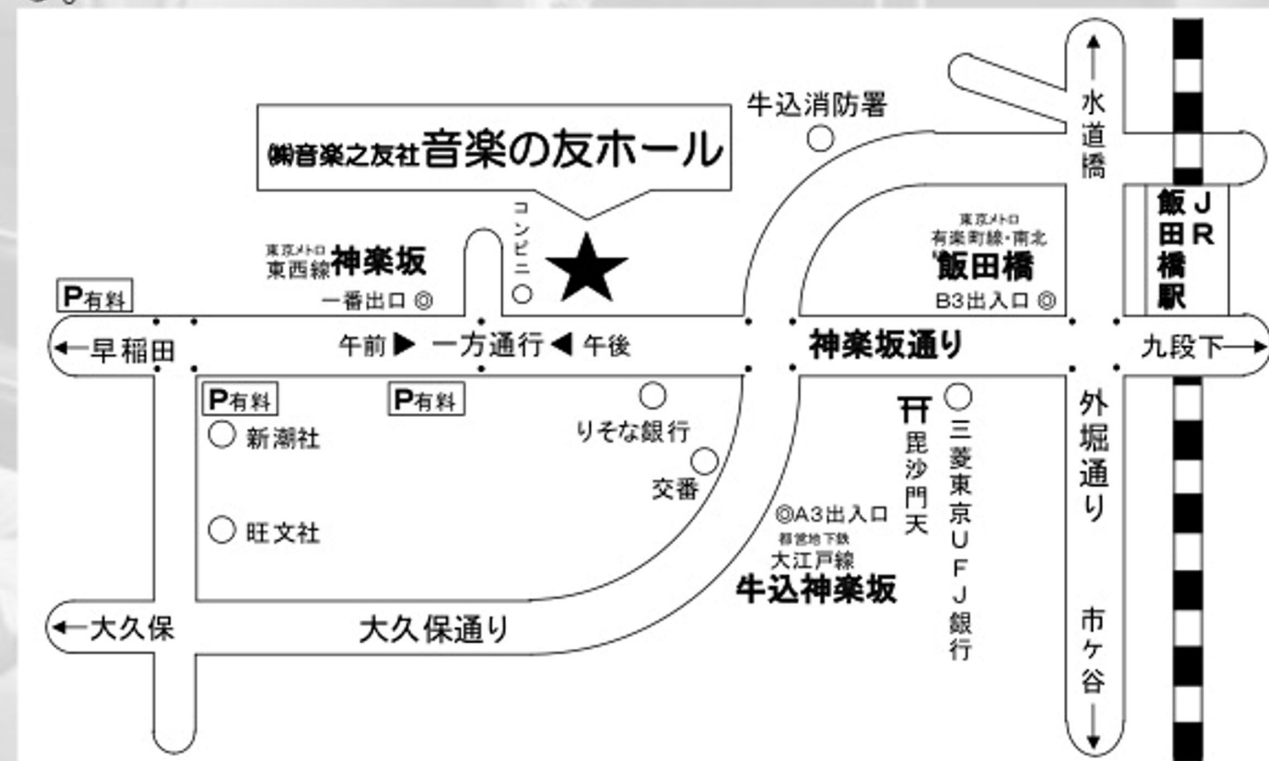 牛込消防署
㈱音楽之友社 音楽の友ホール
水道橋
コンビニ
JR
飯田橋駅
東京メトロ
東西線 神楽坂
一番出口 ◎
東京メトロ
有楽町線・南北
飯田橋
B3出入口 ◎
P有料
←早稲田
午前 ▶ 一方通行 ◀ 午後
神楽坂通り
九段下→
P有料
P有料
新潮社
りそな銀行
交番
旺文社
毘沙門天
三菱東京UFJ銀行
外堀通り
◎A3出入口
都営地下鉄
大江戸線
牛込神楽坂
←大久保
大久保通り
市ヶ谷